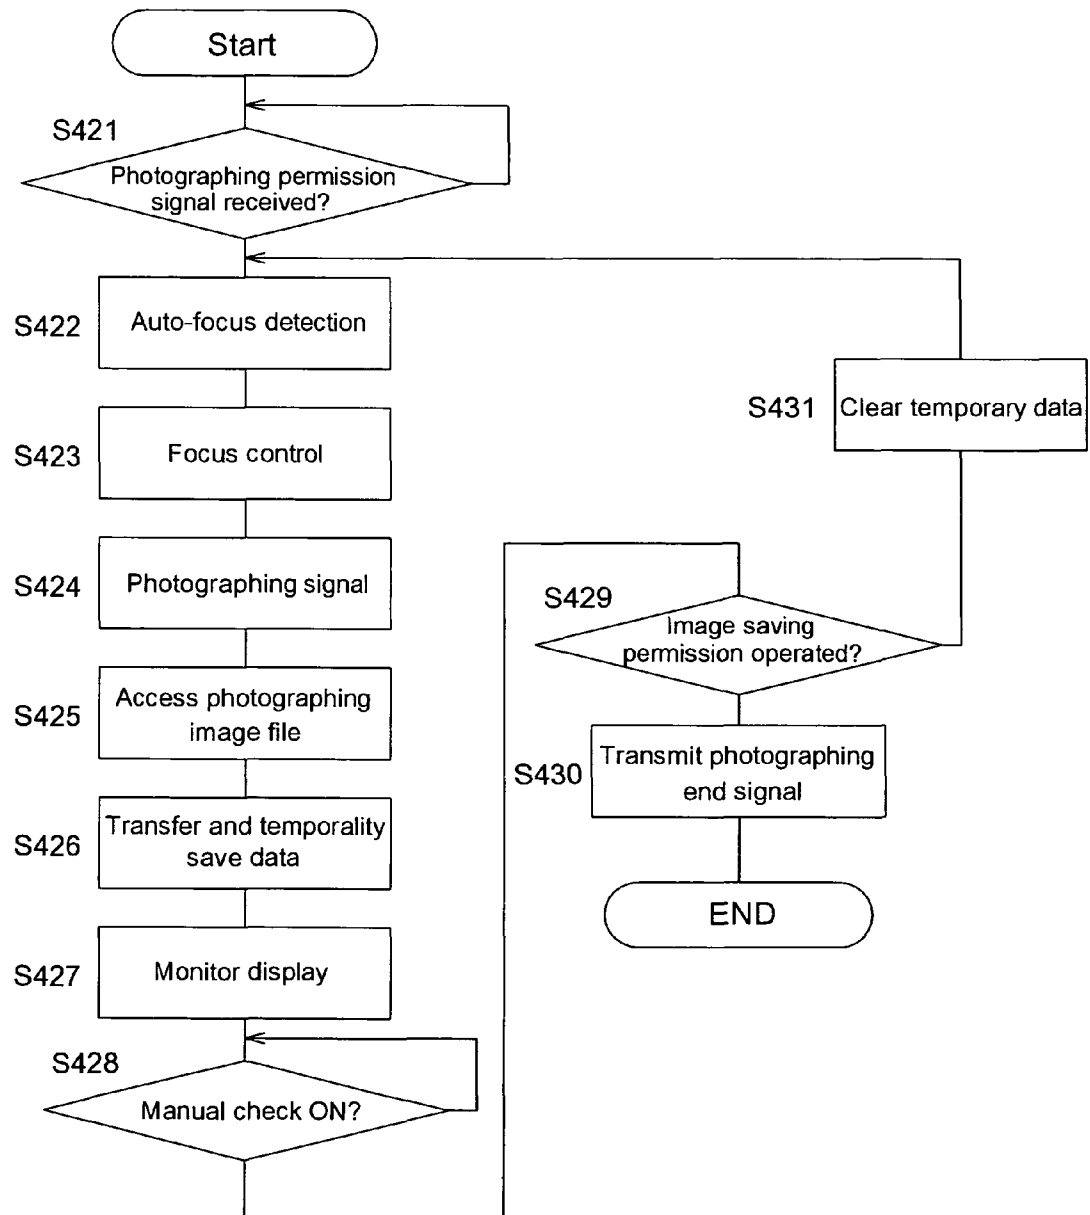 Start
S421
Photographing permission
signal received?
S422
Auto-focus detection
S423
Focus control
S424
Photographing signal
S425
Access photographing
image file
S426
Transfer and temporality
save data
S427
Monitor display
S428
Manual check ON?
S429
Image saving
permission operated?
S430
Transmit photographing
end signal
END
S431
Clear temporary data